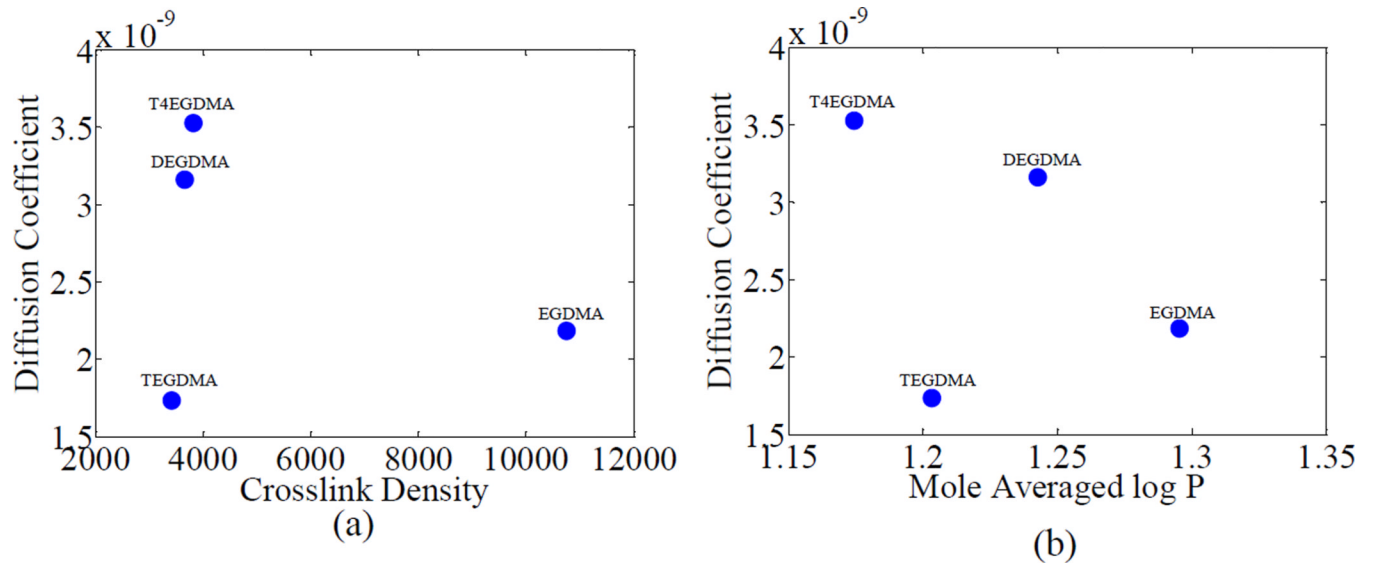 x 10^-9
4
3.5
3
2.5
2
1.5
Diffusion Coefficient
T4EGDMA
DEGDMA
EGDMA
TEGDMA
2000 4000 6000 8000 10000 12000
Crosslink Density
(a)
x 10^-9
4
3.5
3
2.5
2
1.5
Diffusion Coefficient
T4EGDMA
DEGDMA
EGDMA
TEGDMA
1.15 1.2 1.25 1.3 1.35
Mole Averaged log P
(b)